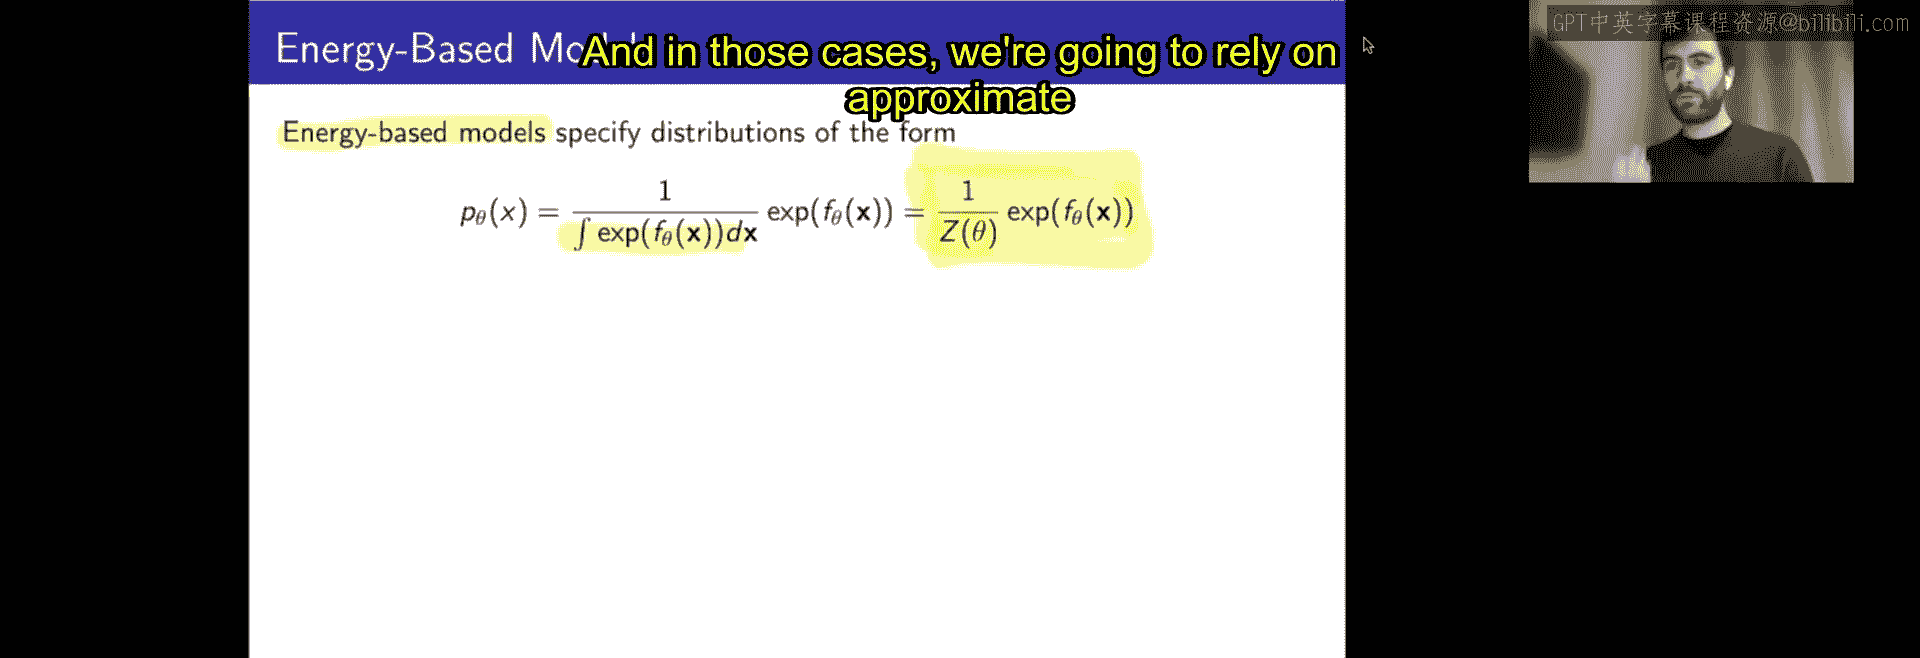 Energy-Based Mod
And in those cases, we're going to rely on
approximate
GPT中英字幕课程资源@bilibili.com
Energy-based models specify distributions of the form
pθ(x) = 1 / ∫ exp(fθ(𝐱))d𝐱 exp(fθ(𝐱)) = 1 / Z(θ) exp(fθ(𝐱))